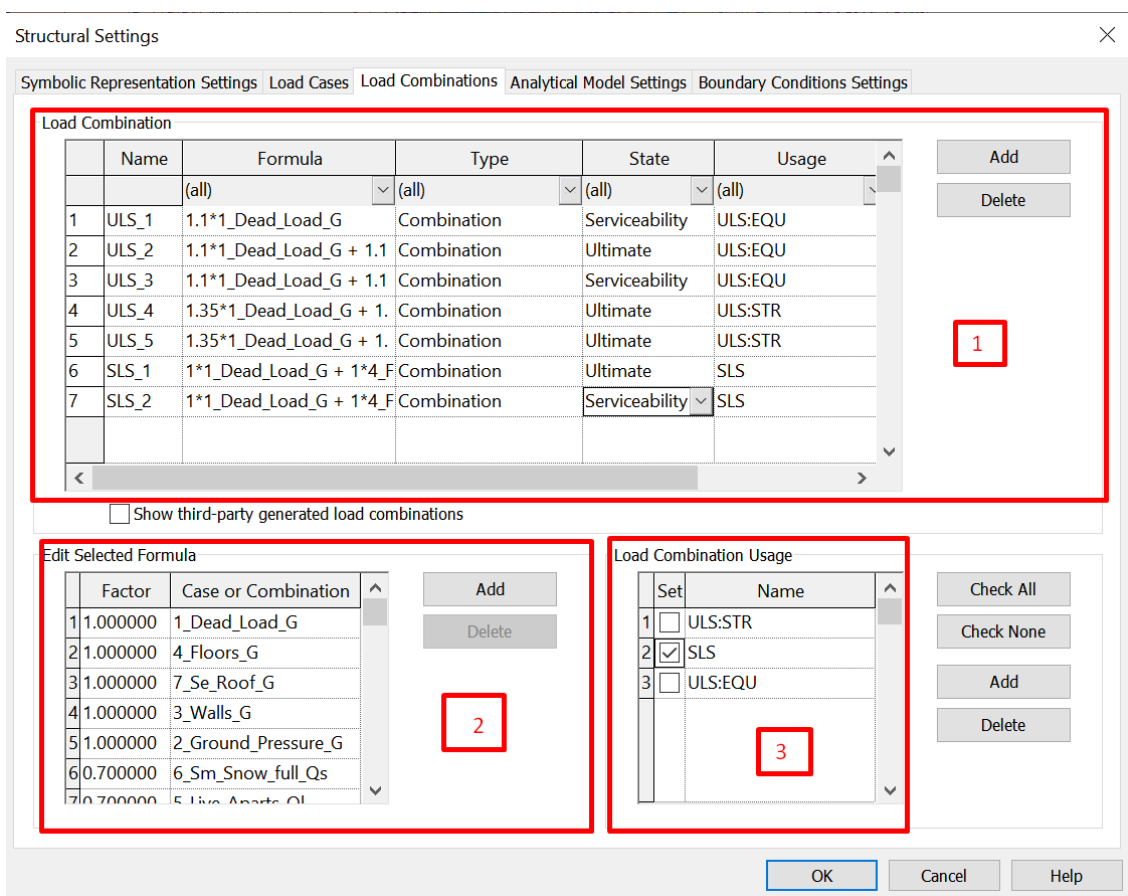 Structural Settings
Symbolic Representation Settings Load Cases Load Combinations Analytical Model Settings Boundary Conditions Settings
Load Combination
Name Formula Type State Usage
(all) (all) (all) (all)
1 ULS_1 1.1*1_Dead_Load_G Combination Serviceability ULS:EQU
2 ULS_2 1.1*1_Dead_Load_G + 1.1 Combination Ultimate ULS:EQU
3 ULS_3 1.1*1_Dead_Load_G + 1.1 Combination Serviceability ULS:EQU
4 ULS_4 1.35*1_Dead_Load_G + 1. Combination Ultimate ULS:STR
5 ULS_5 1.35*1_Dead_Load_G + 1. Combination Ultimate ULS:STR
6 SLS_1 1*1_Dead_Load_G + 1*4_F Combination Ultimate SLS
7 SLS_2 1*1_Dead_Load_G + 1*4_F Combination Serviceability SLS
Add
Delete
1
Show third-party generated load combinations
Edit Selected Formula
Factor Case or Combination
1 1.000000 1_Dead_Load_G
2 1.000000 4_Floors_G
3 1.000000 7_Se_Roof_G
4 1.000000 3_Walls_G
5 1.000000 2_Ground_Pressure_G
6 0.700000 6_Sm_Snow_full_Qs
7 0.700000 5_Live_Aparts_Ql
Add
Delete
2
Load Combination Usage
Set Name
1 ULS:STR
2 SLS
3 ULS:EQU
3
Check All
Check None
Add
Delete
OK Cancel Help